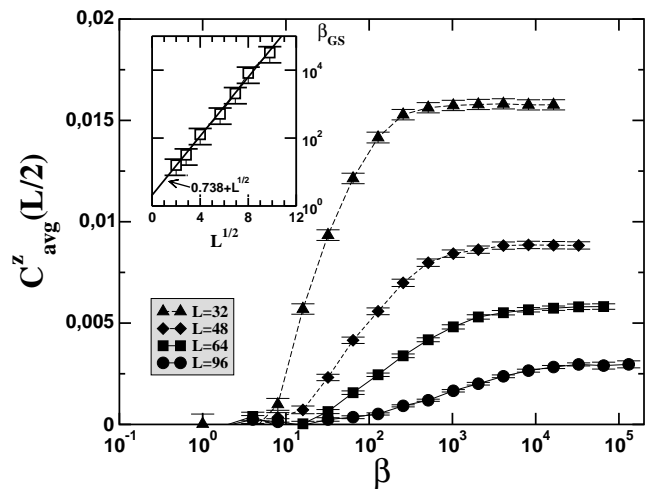 β_GS
10^4
10^2
10^0
0 4 8 12
L^1/2
0.738+L^1/2
0,02
0,015
0,01
0,005
0
C^z_avg(L/2)
L=32
L=48
L=64
L=96
10^-1 10^0 10^1 10^2 10^3 10^4 10^5
β